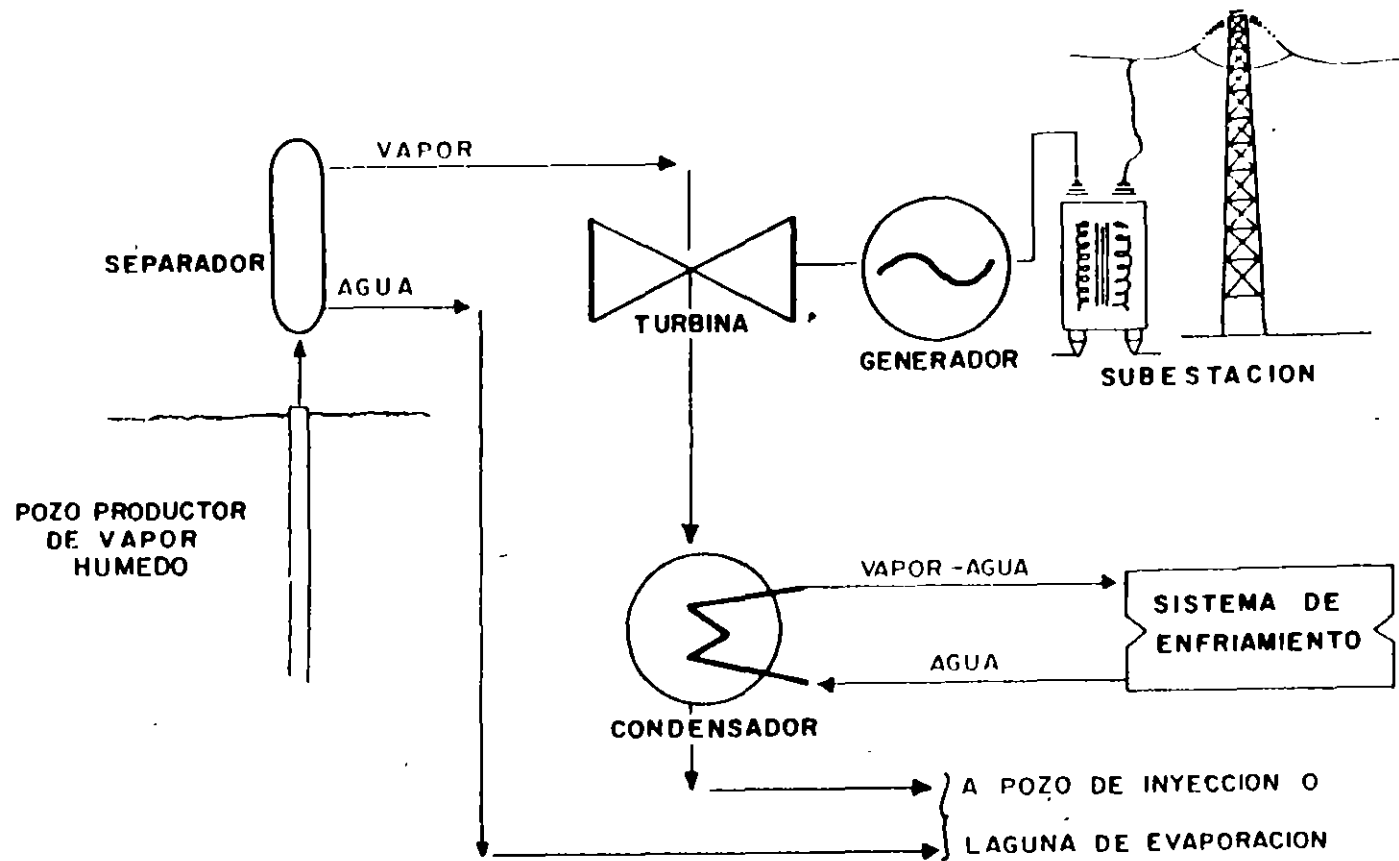 VAPOR
SEPARADOR
AGUA
TURBINA
GENERADOR
SUBESTACION
POZO PRODUCTOR
DE VAPOR
HUMEDO
VAPOR-AGUA
SISTEMA DE
ENFRIAMIENTO
AGUA
CONDENSADOR
A POZO DE INYECCION O
LAGUNA DE EVAPORACION